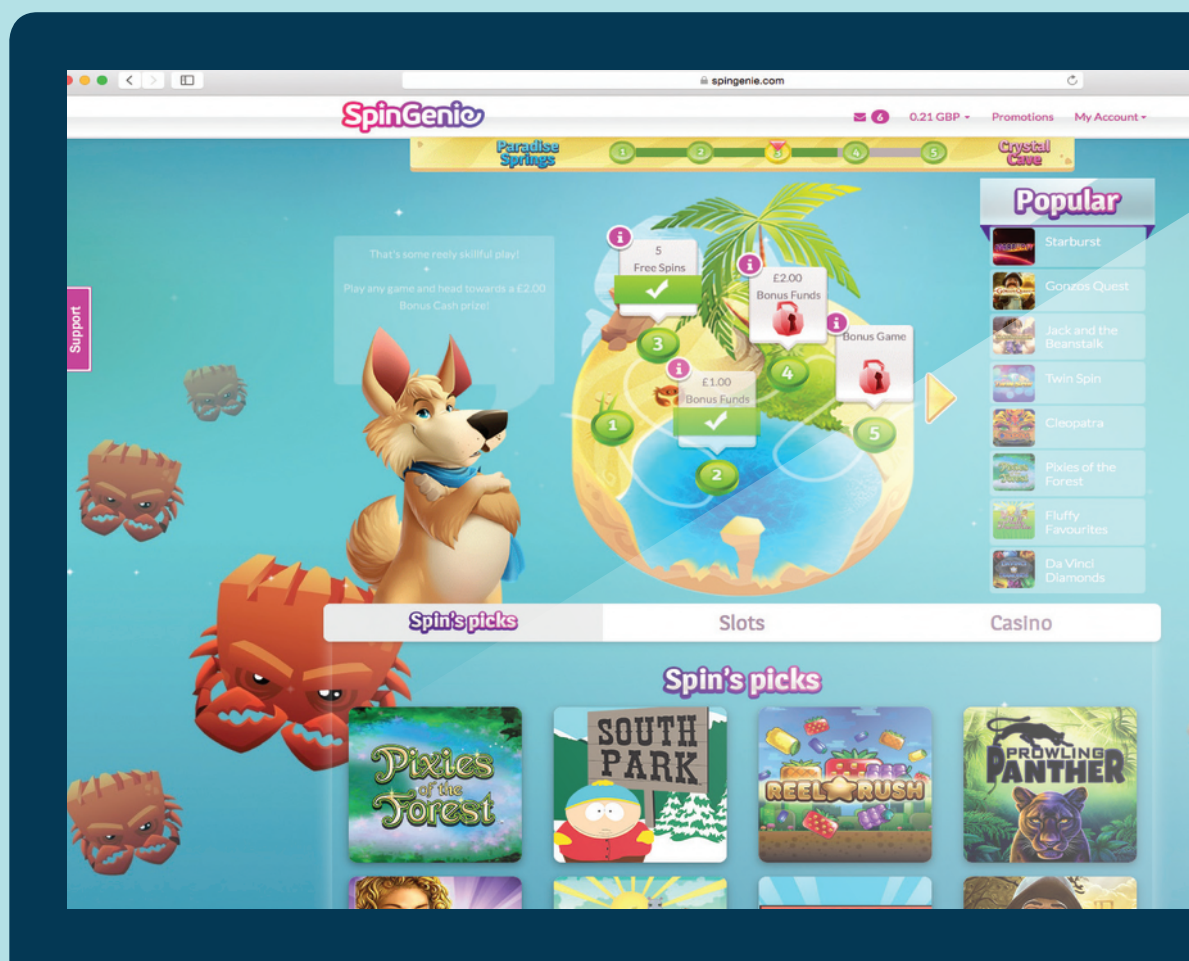 spingenie.com
SpinGenie
6
0.21 GBP
Promotions
My Account
Paradise
Springs
1
2
3
4
5
Crystal
Cave
Support
That's some reely skillful play!
Play any game and head towards a £2.00
Bonus Cash prize!
i
5
Free Spins
3
i
£2.00
Bonus Funds
4
i
Bonus Game
5
i
£1.00
Bonus Funds
2
1
Popular
Starburst
Gonzos Quest
Jack and the
Beanstalk
Twin Spin
Cleopatra
Pixies of the
Forest
Fluffy
Favourites
Da Vinci
Diamonds
Spin's picks
Slots
Casino
Spin's picks
Pixies
of the
Forest
SOUTH
PARK
REEL RUSH
PROWLING
PANTHER